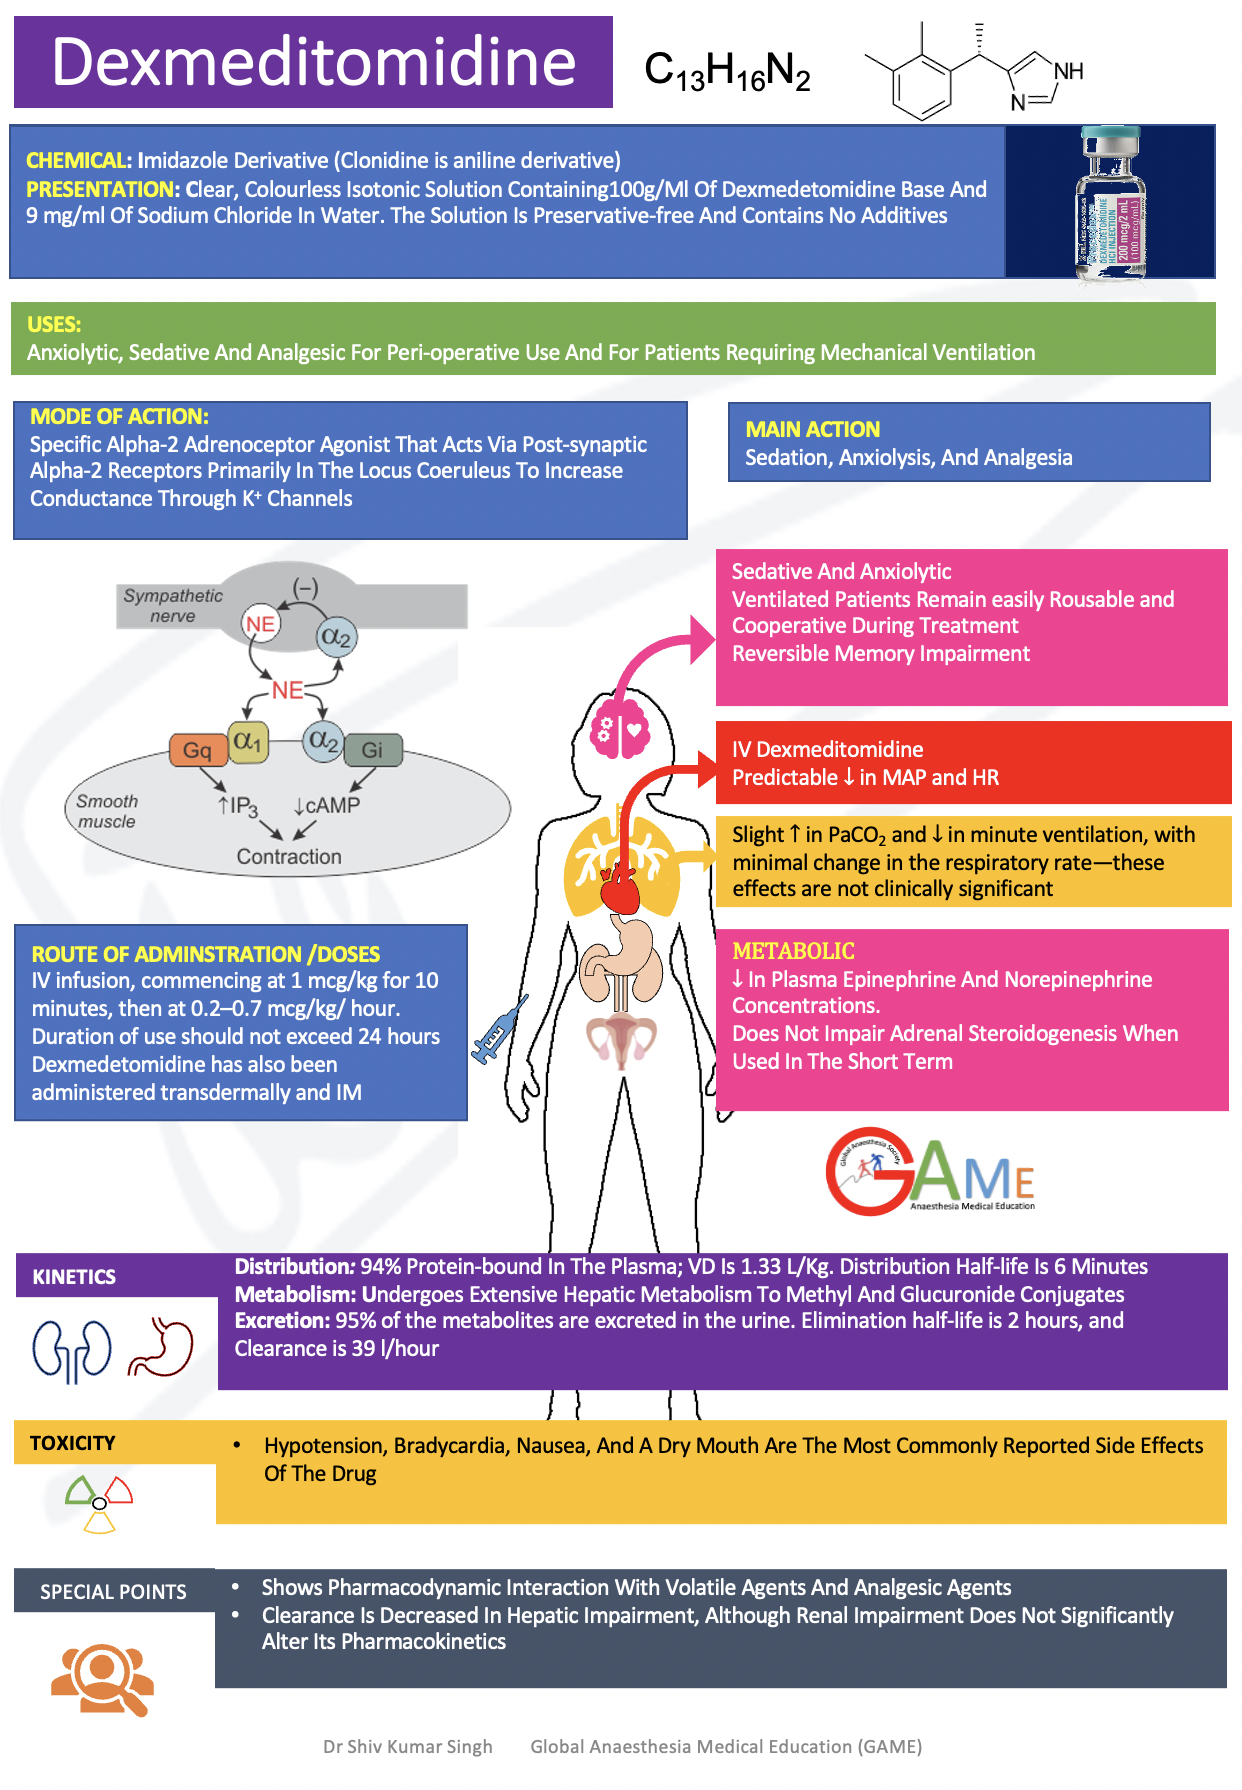 Dexmeditomidine
C₁₃H₁₆N₂
NH
N
CHEMICAL: Imidazole Derivative (Clonidine is aniline derivative)
PRESENTATION: Clear, Colourless Isotonic Solution Containing100g/Ml Of Dexmedetomidine Base And
9 mg/ml Of Sodium Chloride In Water. The Solution Is Preservative-free And Contains No Additives
DEXMEDETOMIDINE
HCl INJECTION
200 mcg/2 mL
(100 mcg/mL)
USES:
Anxiolytic, Sedative And Analgesic For Peri-operative Use And For Patients Requiring Mechanical Ventilation
MODE OF ACTION:
Specific Alpha-2 Adrenoceptor Agonist That Acts Via Post-synaptic
Alpha-2 Receptors Primarily In The Locus Coeruleus To Increase
Conductance Through K⁺ Channels
MAIN ACTION
Sedation, Anxiolysis, And Analgesia
Sympathetic
nerve
(−)
NE
α₂
NE
Gq
α₁
α₂
Gi
Smooth
muscle
↑IP₃
↓cAMP
Contraction
Sedative And Anxiolytic
Ventilated Patients Remain easily Rousable and
Cooperative During Treatment
Reversible Memory Impairment
IV Dexmeditomidine
Predictable ↓ in MAP and HR
Slight ↑ in PaCO₂ and ↓ in minute ventilation, with
minimal change in the respiratory rate—these
effects are not clinically significant
ROUTE OF ADMINSTRATION /DOSES
IV infusion, commencing at 1 mcg/kg for 10
minutes, then at 0.2–0.7 mcg/kg/ hour.
Duration of use should not exceed 24 hours
Dexmedetomidine has also been
administered transdermally and IM
METABOLIC
↓ In Plasma Epinephrine And Norepinephrine
Concentrations.
Does Not Impair Adrenal Steroidogenesis When
Used In The Short Term
Global Anaesthesia Society
GAME
Anaesthesia Medical Education
KINETICS
Distribution: 94% Protein-bound In The Plasma; VD Is 1.33 L/Kg. Distribution Half-life Is 6 Minutes
Metabolism: Undergoes Extensive Hepatic Metabolism To Methyl And Glucuronide Conjugates
Excretion: 95% of the metabolites are excreted in the urine. Elimination half-life is 2 hours, and
Clearance is 39 l/hour
TOXICITY
• Hypotension, Bradycardia, Nausea, And A Dry Mouth Are The Most Commonly Reported Side Effects
Of The Drug
SPECIAL POINTS
• Shows Pharmacodynamic Interaction With Volatile Agents And Analgesic Agents
• Clearance Is Decreased In Hepatic Impairment, Although Renal Impairment Does Not Significantly
Alter Its Pharmacokinetics
Dr Shiv Kumar Singh Global Anaesthesia Medical Education (GAME)